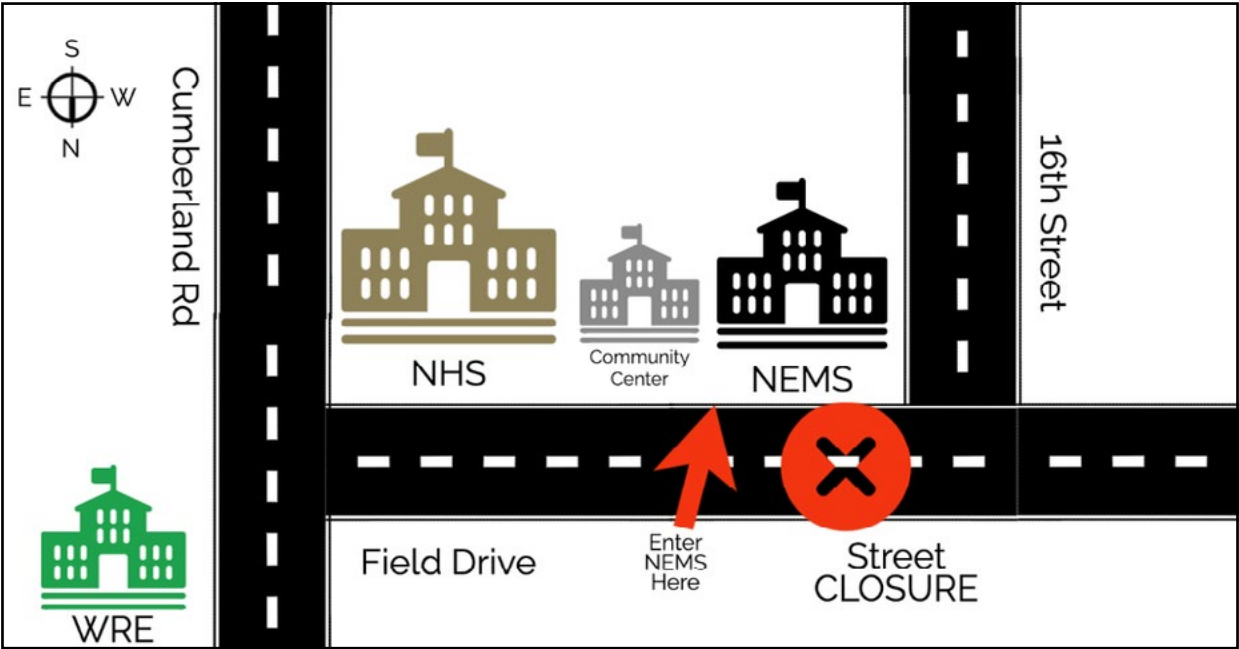 S
E W
N
Cumberland Rd
16th Street
NHS
Community
Center
NEMS
Field Drive
Enter
NEMS
Here
Street
CLOSURE
WRE